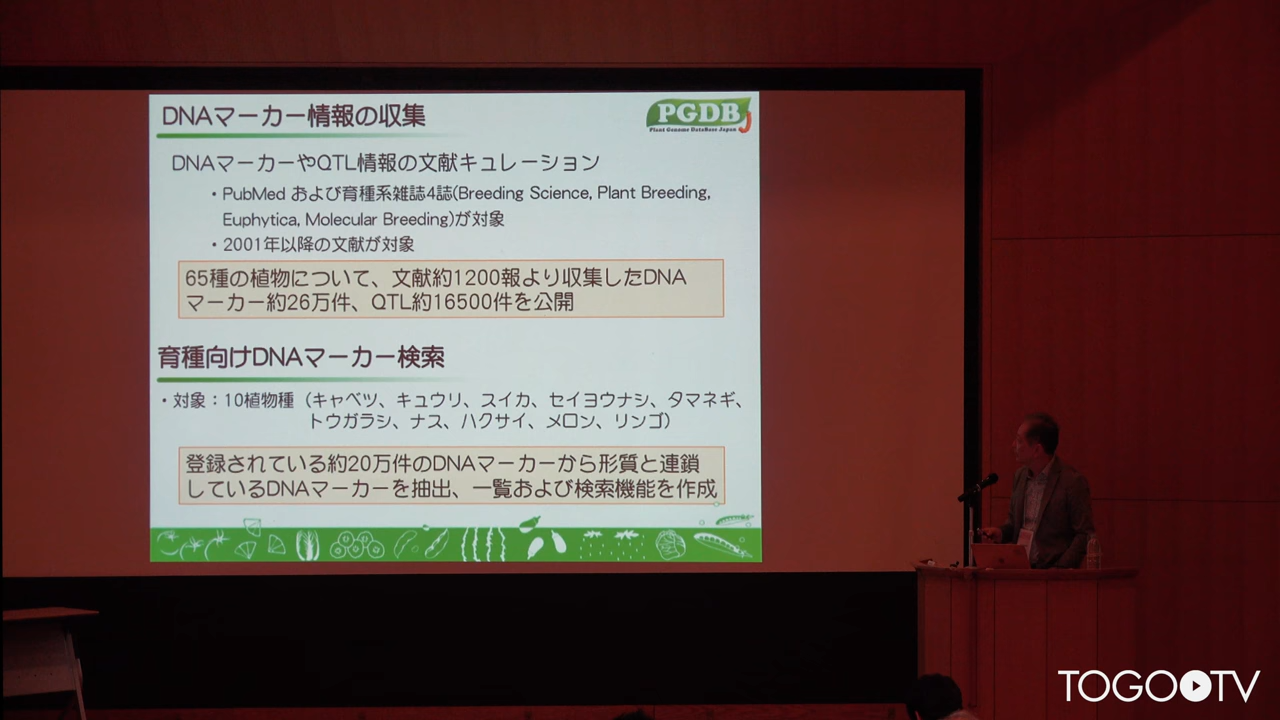 DNAマーカー情報の収集
PGDBJ
Plant Genome DataBase Japan
DNAマーカーやQTL情報の文献キュレーション
・PubMed および育種系雑誌4誌(Breeding Science, Plant Breeding,
Euphytica, Molecular Breeding)が対象
・2001年以降の文献が対象
65種の植物について、文献約1200報より収集したDNA
マーカー約26万件、QTL約16500件を公開
育種向けDNAマーカー検索
・対象：10植物種（キャベツ、キュウリ、スイカ、セイヨウナシ、タマネギ、
トウガラシ、ナス、ハクサイ、メロン、リンゴ）
登録されている約20万件のDNAマーカーから形質と連鎖
しているDNAマーカーを抽出、一覧および検索機能を作成
TOGOTV